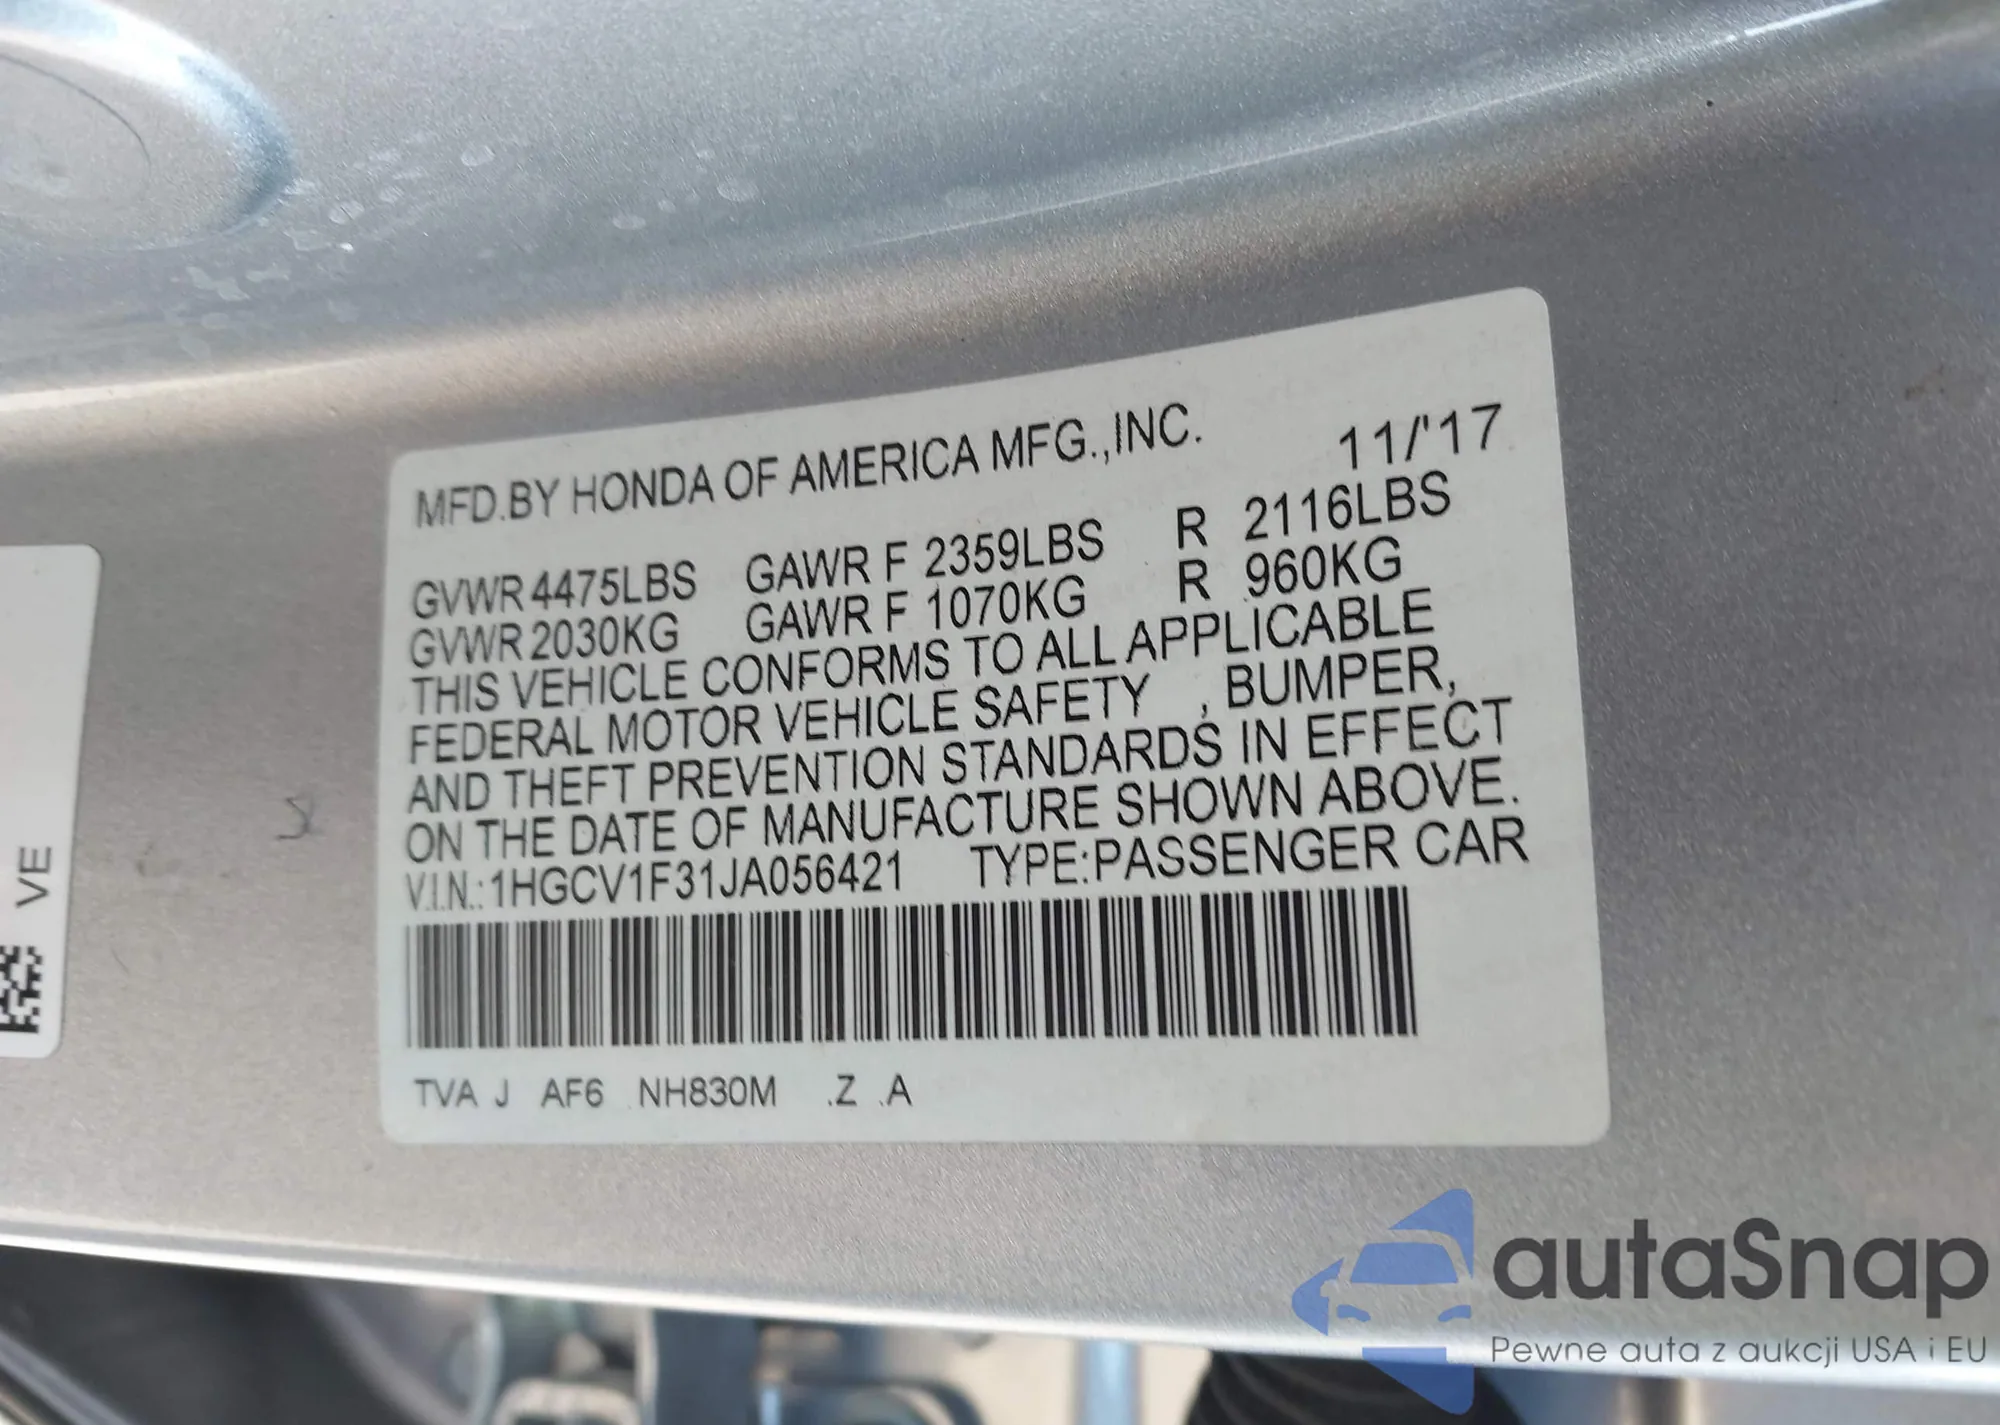 MFD.BY HONDA OF AMERICA MFG.,INC. 11/'17
GVWR 4475LBS GAWR F 2359LBS R 2116LBS
GVWR 2030KG GAWR F 1070KG R 960KG
THIS VEHICLE CONFORMS TO ALL APPLICABLE
FEDERAL MOTOR VEHICLE SAFETY , BUMPER,
AND THEFT PREVENTION STANDARDS IN EFFECT
ON THE DATE OF MANUFACTURE SHOWN ABOVE.
V.I.N.: 1HGCV1F31JA056421 TYPE:PASSENGER CAR
TVA J AF6 NH830M .Z .A
VE
autaSnap
Pewne auta z aukcji USA i EU